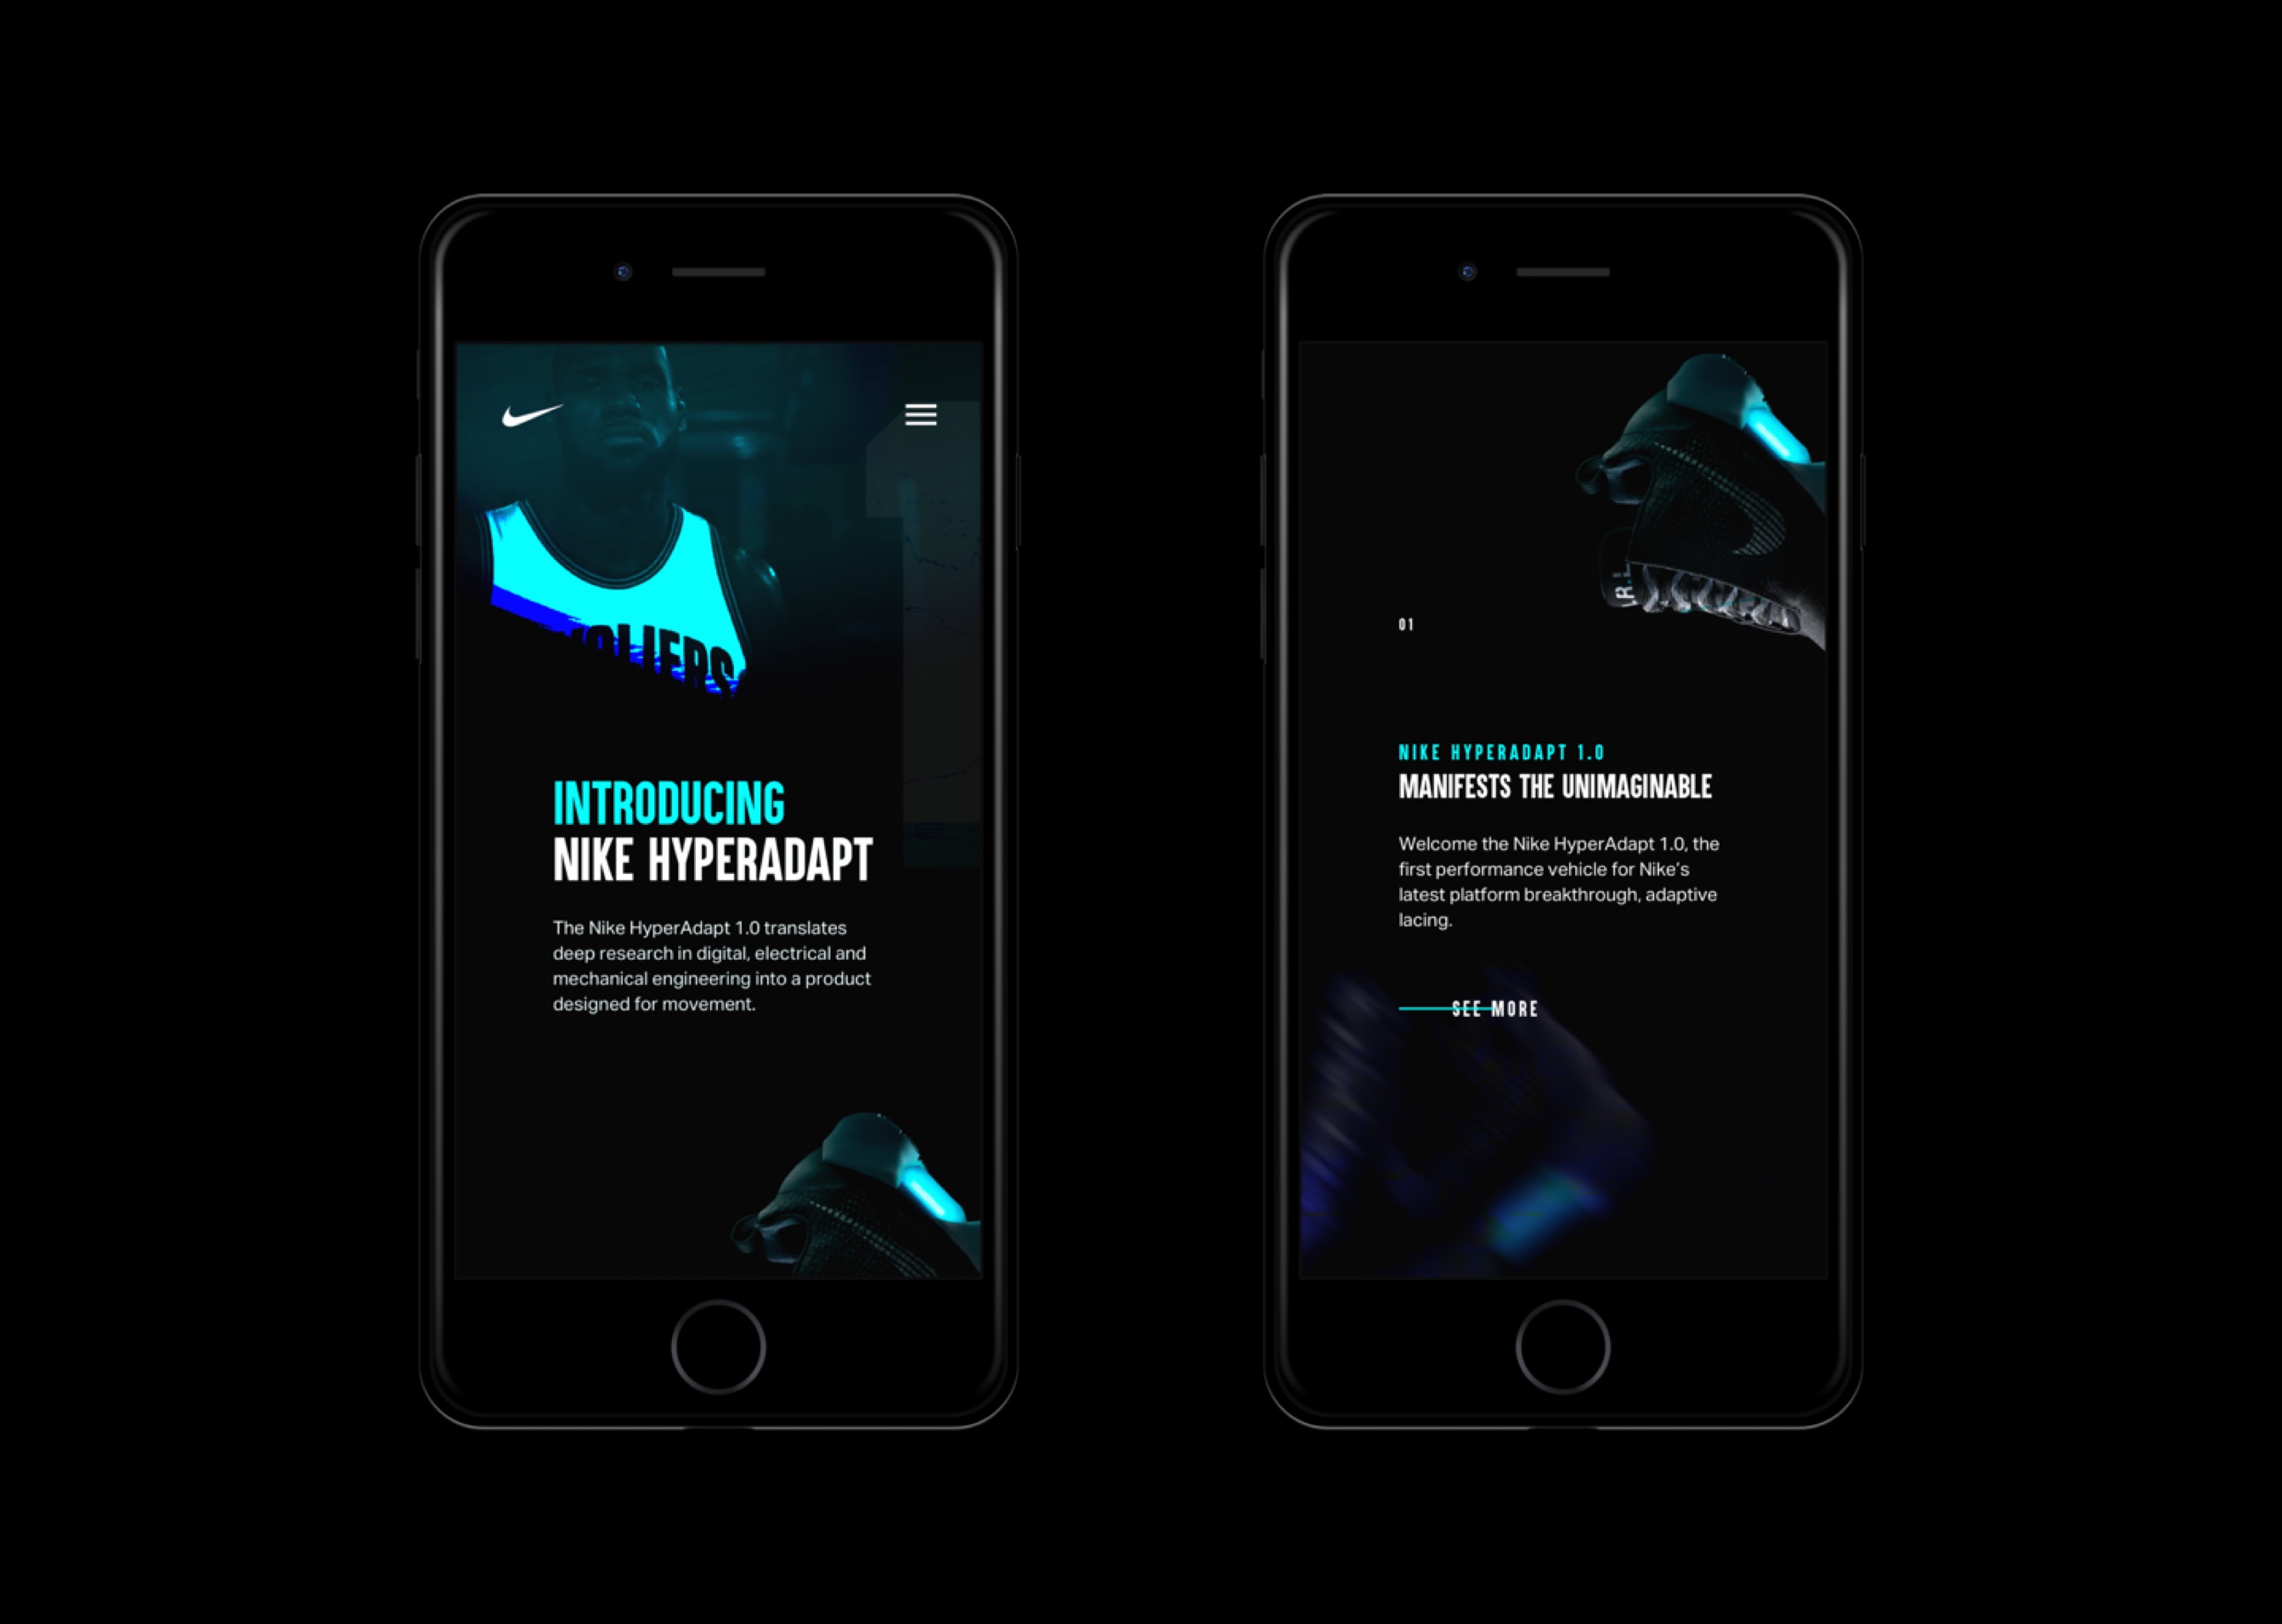 INTRODUCING
NIKE HYPERADAPT
The Nike HyperAdapt 1.0 translates
deep research in digital, electrical and
mechanical engineering into a product
designed for movement.
01
NIKE HYPERADAPT 1.0
MANIFESTS THE UNIMAGINABLE
Welcome the Nike HyperAdapt 1.0, the
first performance vehicle for Nike’s
latest platform breakthrough, adaptive
lacing.
SEE MORE